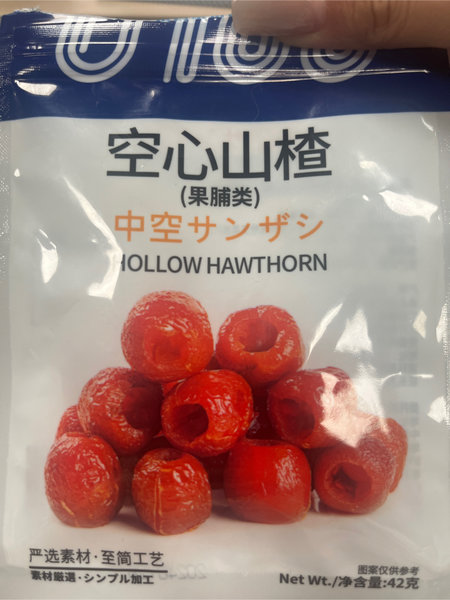 空心山楂
(果脯类)
中空サンザシ
HOLLOW HAWTHORN
严选素材·至简工艺
素材厳選·シンプル加工
图案仅供参考
Net Wt./净含量:42克